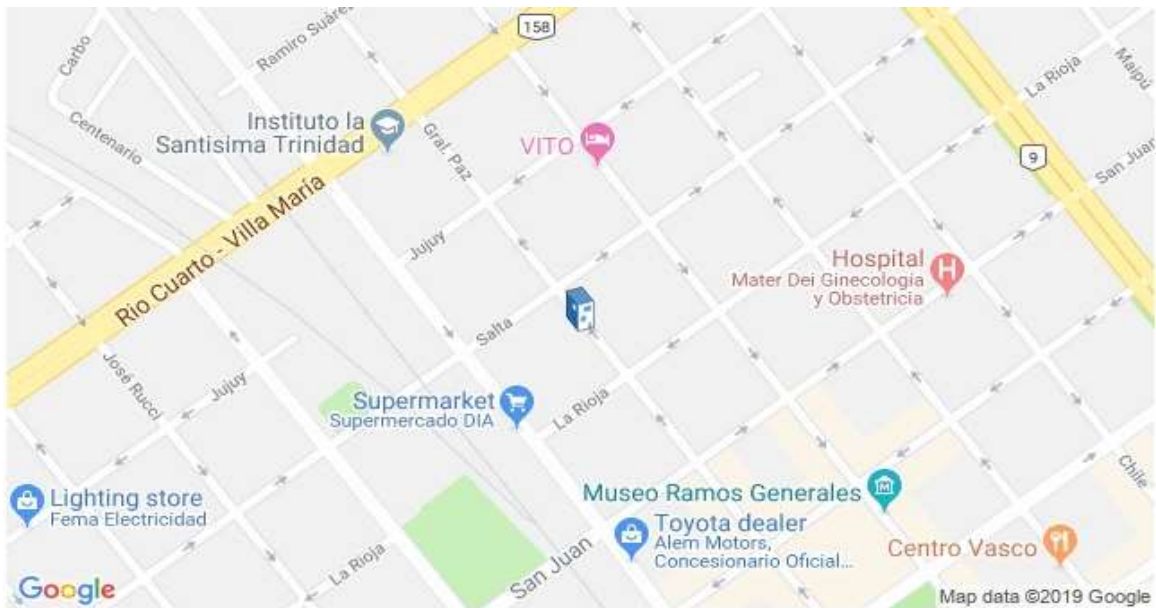 158
Carbo
Ramiro Suárez
La Rioja
Maipú
Centenario
Instituto la
Santisima Trinidad
Gral. Paz
VITO
9
San Juan
Rio Cuarto - Villa María
Jujuy
Hospital
Mater Dei Ginecología
y Obstetricia
Salta
José Rucci
Jujuy
Supermarket
Supermercado DIA
La Rioja
Chile
Lighting store
Fema Electricidad
Museo Ramos Generales
Toyota dealer
Alem Motors,
Concesionario Oficial...
Centro Vasco
La Rioja
San Juan
Google
Map data ©2019 Google